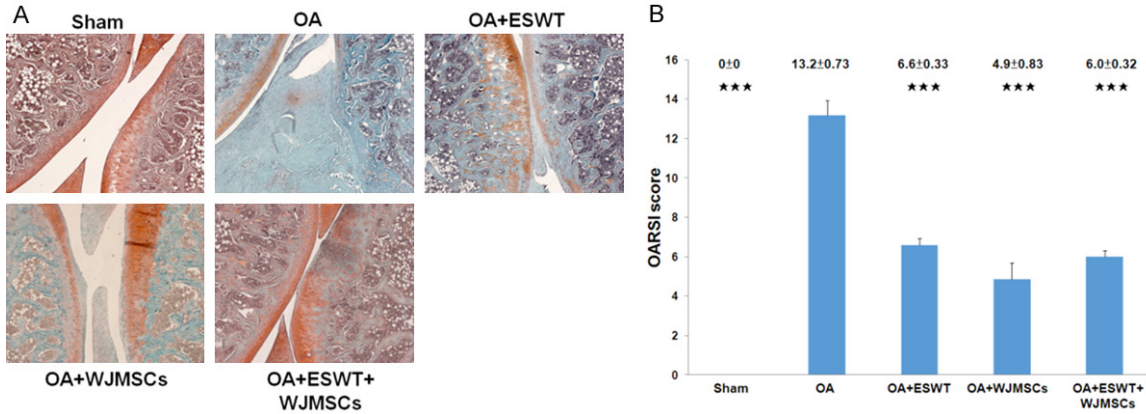 A
Sham
OA
OA+ESWT
OA+WJMSCs
OA+ESWT+
WJMSCs
B
0±0
13.2±0.73
6.6±0.33
4.9±0.83
6.0±0.32
★★★
★★★
★★★
★★★
OARSI score
16
14
12
10
8
6
4
2
0
Sham
OA
OA+ESWT
OA+WJMSCs
OA+ESWT+
WJMSCs